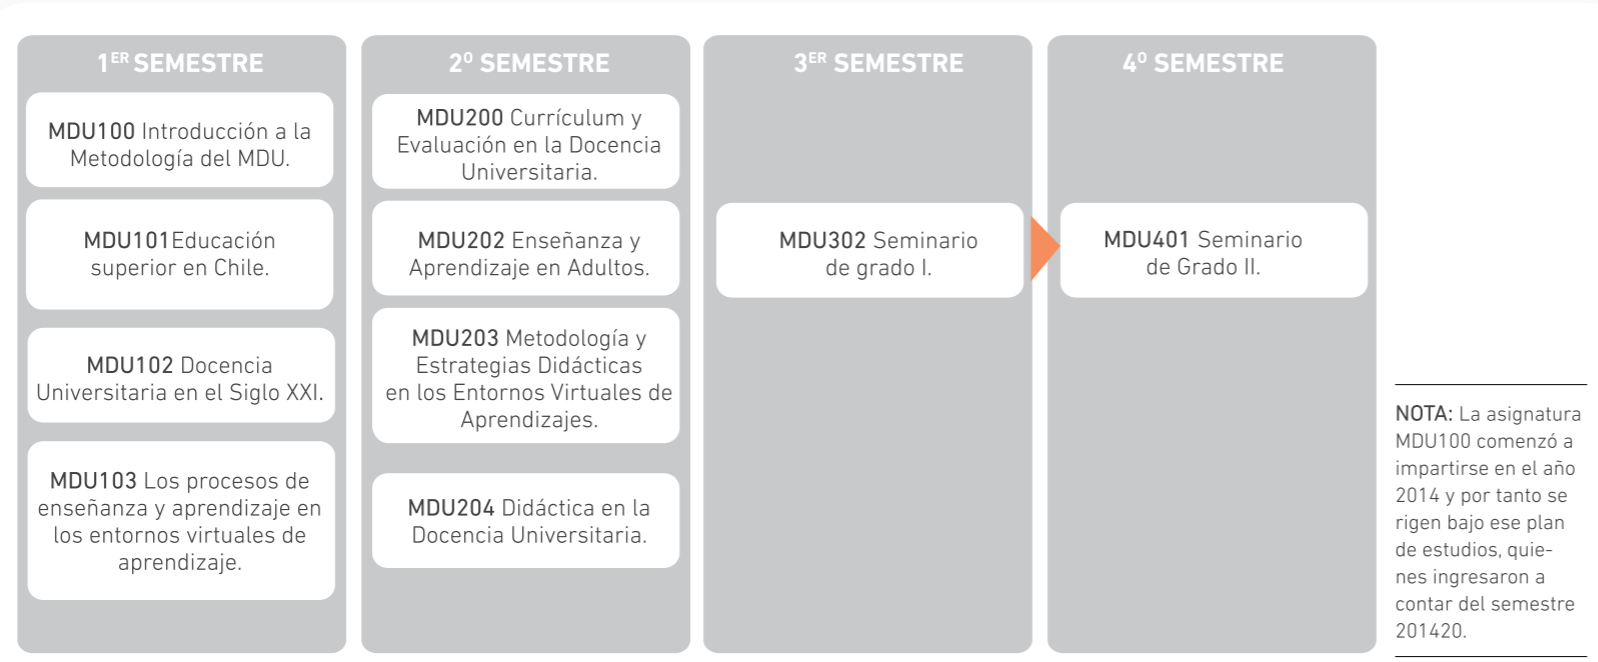 1ER SEMESTRE
MDU100 Introducción a la
Metodología del MDU.
MDU101Educación
superior en Chile.
MDU102 Docencia
Universitaria en el Siglo XXI.
MDU103 Los procesos de
enseñanza y aprendizaje en
los entornos virtuales de
aprendizaje.
2º SEMESTRE
MDU200 Currículum y
Evaluación en la Docencia
Universitaria.
MDU202 Enseñanza y
Aprendizaje en Adultos.
MDU203 Metodología y
Estrategias Didácticas
en los Entornos Virtuales de
Aprendizajes.
MDU204 Didáctica en la
Docencia Universitaria.
3ER SEMESTRE
MDU302 Seminario
de grado I.
4º SEMESTRE
MDU401 Seminario
de Grado II.
NOTA: La asignatura
MDU100 comenzó a
impartirse en el año
2014 y por tanto se
rigen bajo ese plan
de estudios, quie-
nes ingresaron a
contar del semestre
201420.